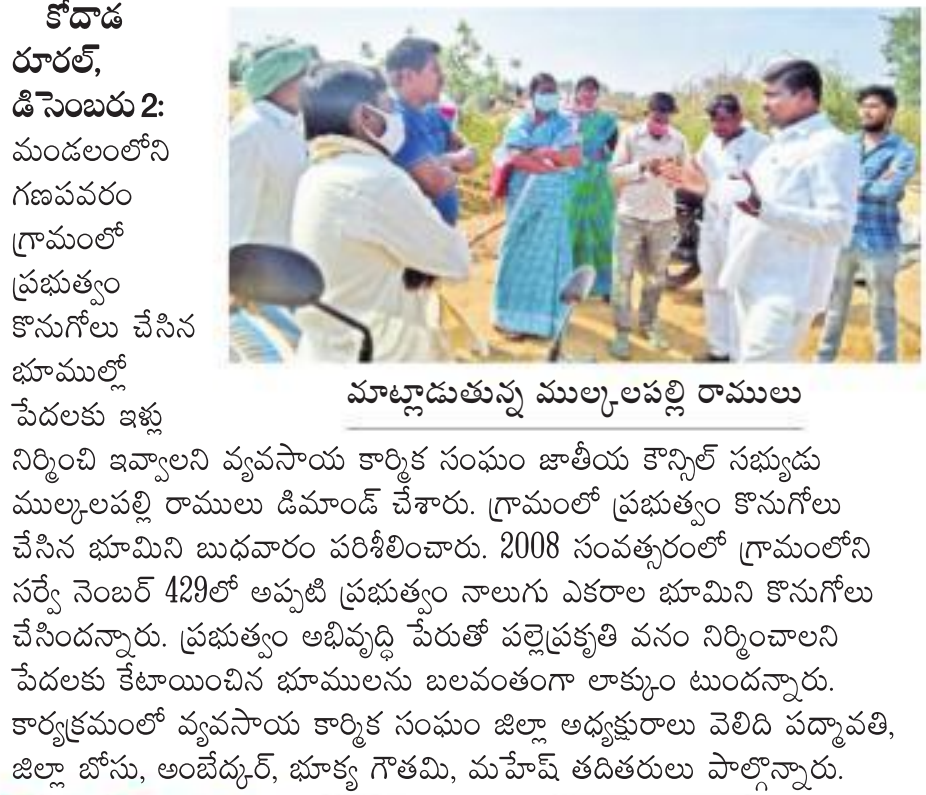 కోదాడ
రూరల్,
డిసెంబరు 2:
మండలంలోని
గణపవరం
గ్రామంలో
ప్రభుత్వం
కొనుగోలు చేసిన
భూముల్లో
పేదలకు ఇళ్లు
మాట్లాడుతున్న ముల్కలపల్లి రాములు
నిర్మించి ఇవ్వాలని వ్యవసాయ కార్మిక సంఘం జాతీయ కౌన్సిల్ సభ్యుడు
ముల్కలపల్లి రాములు డిమాండ్ చేశారు. గ్రామంలో ప్రభుత్వం కొనుగోలు
చేసిన భూమిని బుధవారం పరిశీలించారు. 2008 సంవత్సరంలో గ్రామంలోని
సర్వే నెంబర్ 429లో అప్పటి ప్రభుత్వం నాలుగు ఎకరాల భూమిని కొనుగోలు
చేసిందన్నారు. ప్రభుత్వం అభివృద్ధి పేరుతో పల్లెప్రకృతి వనం నిర్మించాలని
పేదలకు కేటాయించిన భూములను బలవంతంగా లాక్కుం టుందన్నారు.
కార్యక్రమంలో వ్యవసాయ కార్మిక సంఘం జిల్లా అధ్యక్షురాలు వెలిది పద్మావతి,
జిల్లా బోసు, అంబేద్కర్, భూక్య గౌతమి, మహేష్ తదితరులు పాల్గొన్నారు.